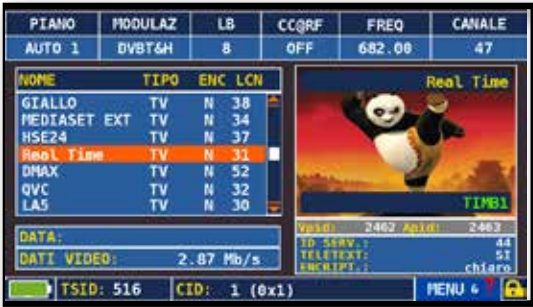 PIANO MODULAZ LB CC@RF FREQ CANALE
AUTO 1 DVBT&H 8 OFF 682.00 47
NOME TIPO ENC LCN
GIALLO TV N 38
MEDIASET EXT TV N 34
HSE24 TV N 37
Real Time TV N 31
DMAX TV N 52
QVC TV N 32
LA5 TV N 30
DATA:
DATI VIDEO: 2.87 Mb/s
Real Time
TIMB1
Vpid: 2462 Apid: 2463
ID SERV.: 44
TELETEXT: SI
ENCRIPT.: chiaro
TSID: 516 CID: 1 (0x1) MENU 6